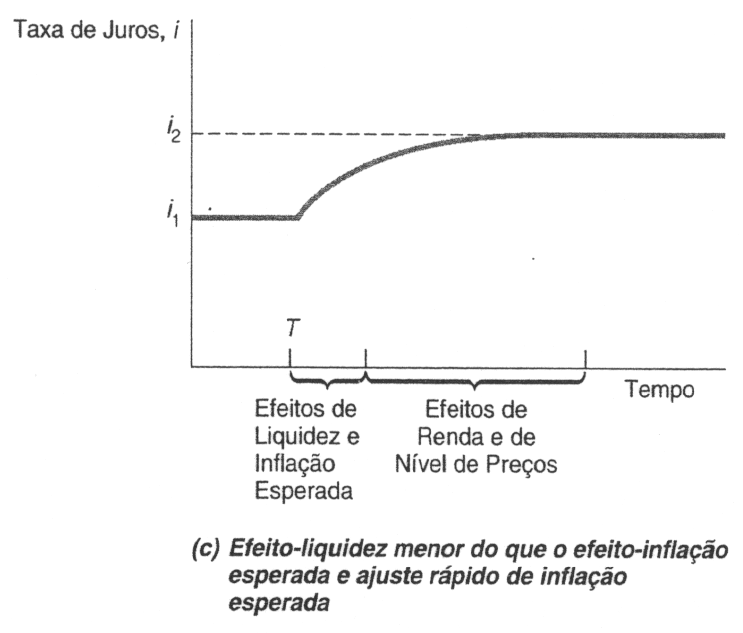 Taxa de Juros, i
i2
i1
T
Tempo
Efeitos de
Liquidez e
Inflação
Esperada
Efeitos de
Renda e de
Nível de Preços
(c) Efeito-liquidez menor do que o efeito-inflação
esperada e ajuste rápido de inflação
esperada